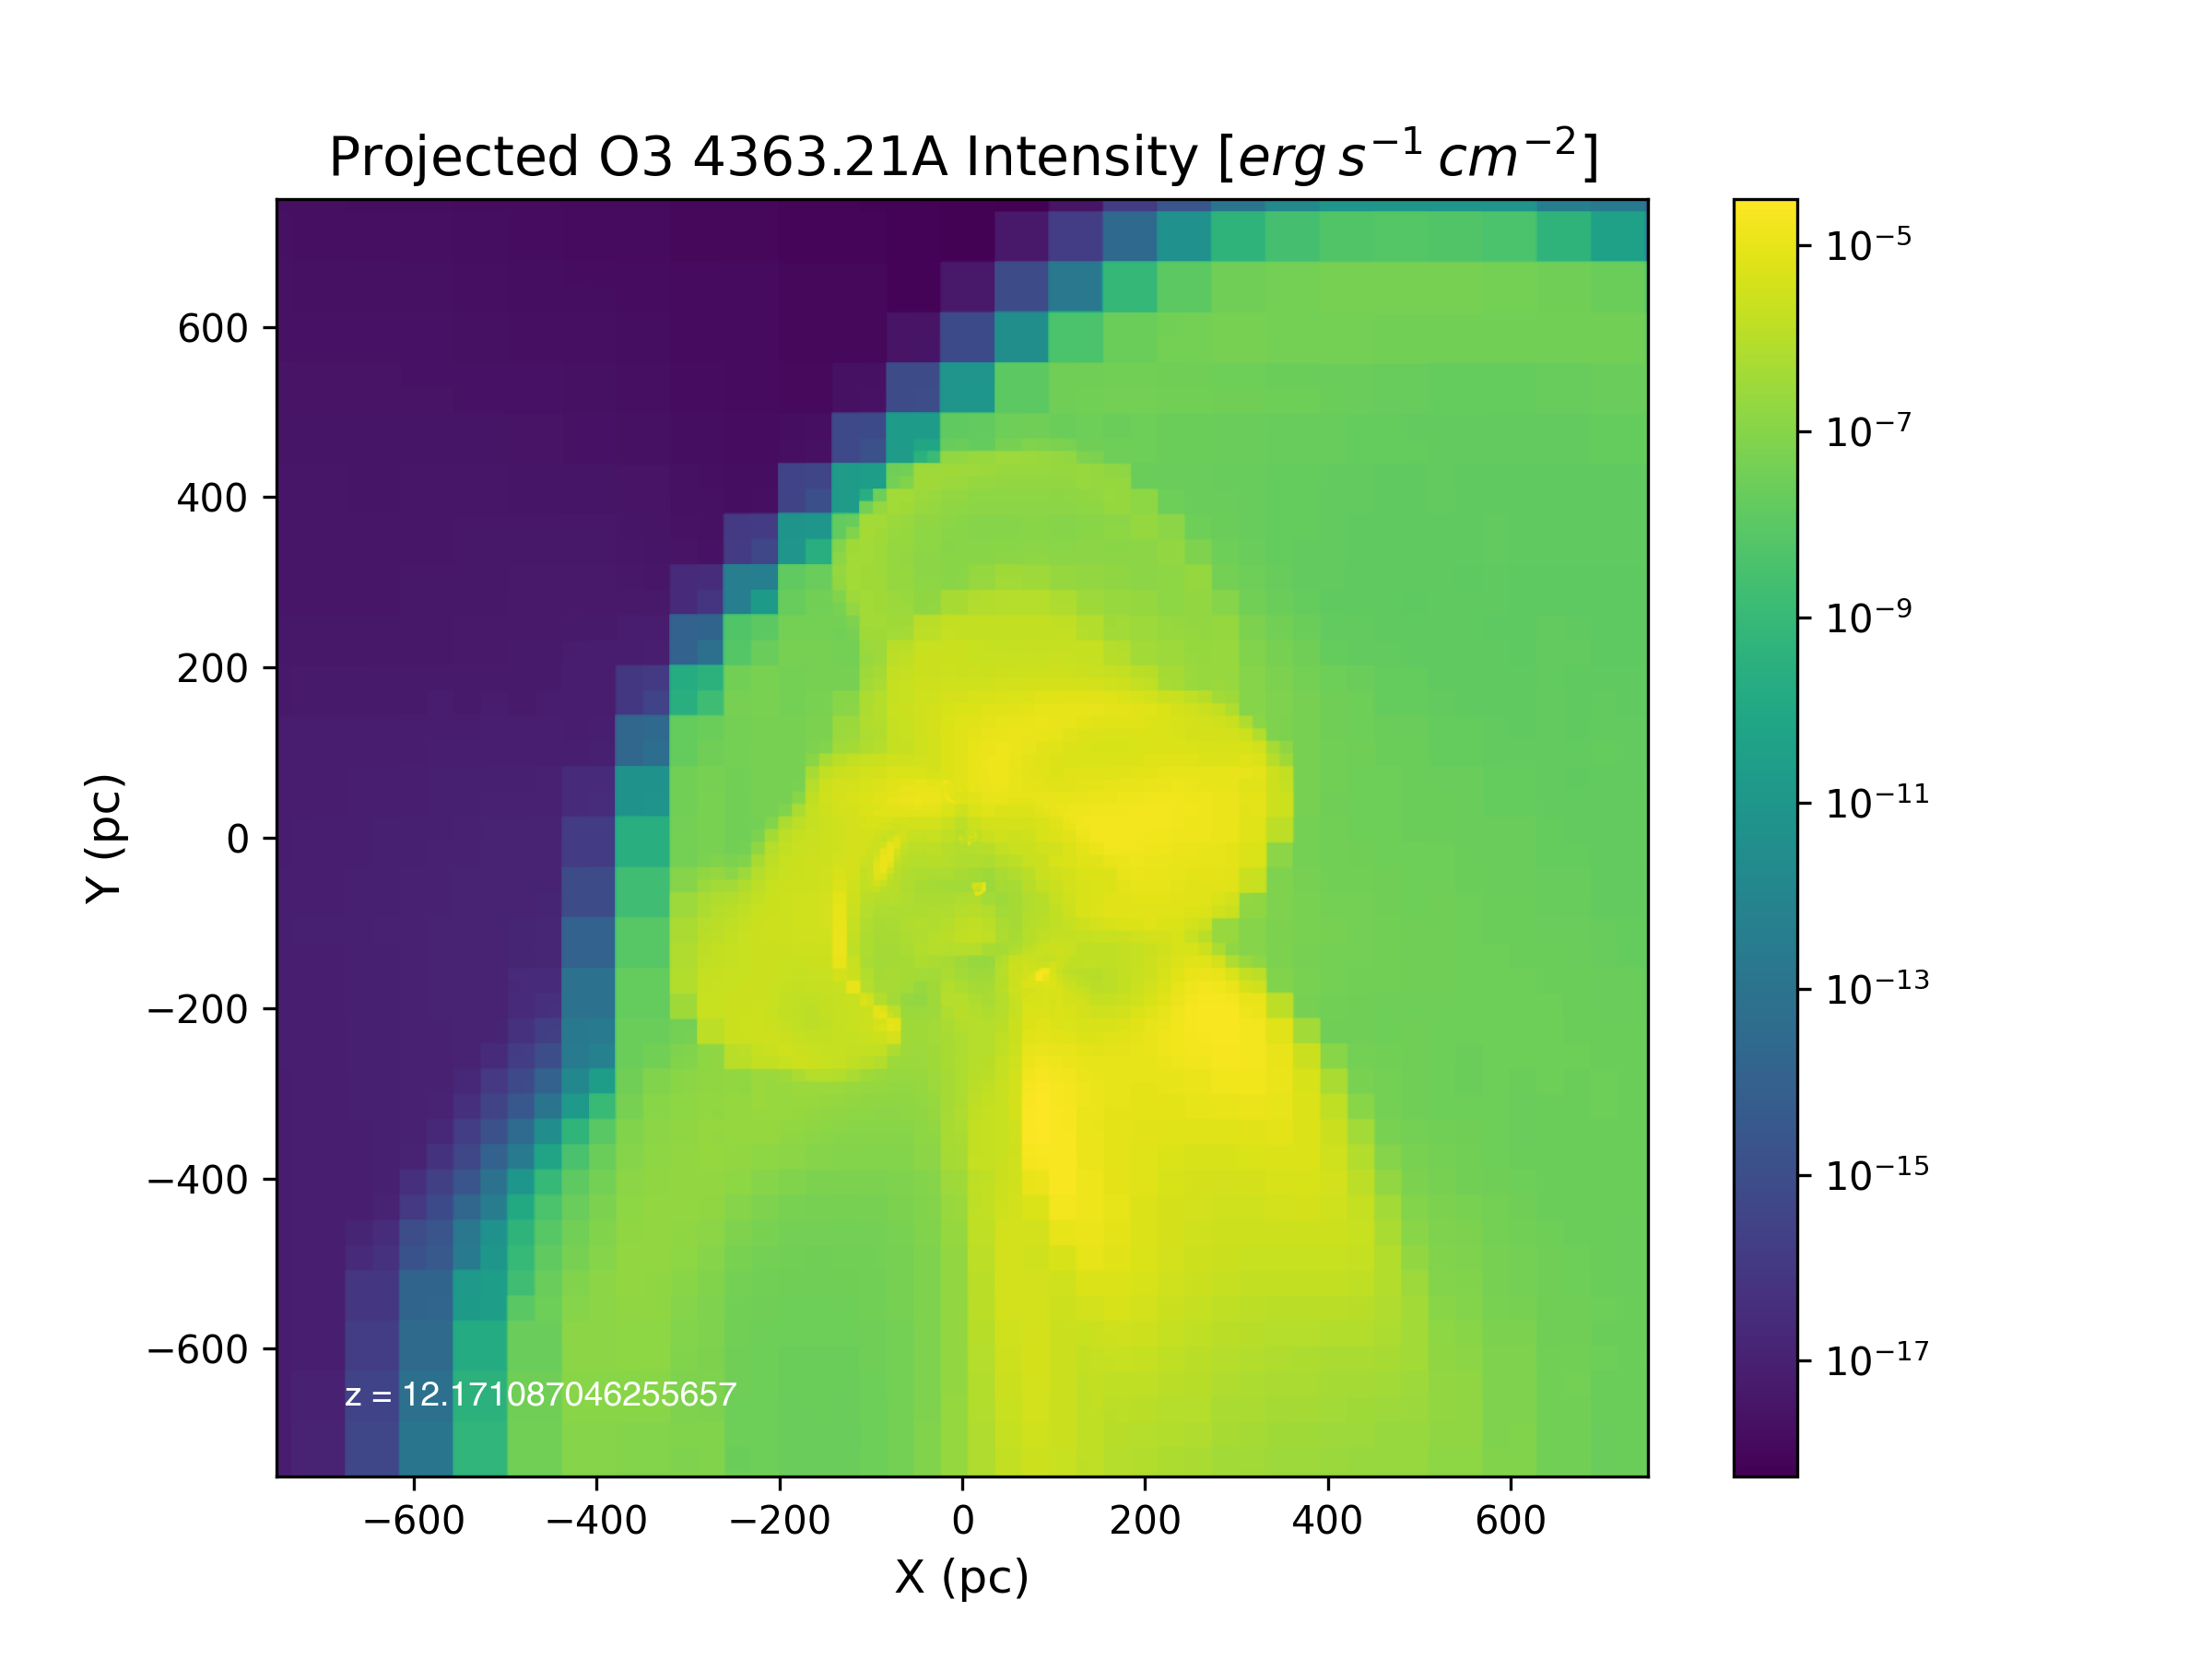 Projected O3 4363.21A Intensity [erg s⁻¹ cm⁻²]
Y (pc)
600
400
200
0
−200
−400
−600
z = 12.171087046255657
−600 −400 −200 0 200 400 600
X (pc)
10⁻⁵
10⁻⁷
10⁻⁹
10⁻¹¹
10⁻¹³
10⁻¹⁵
10⁻¹⁷